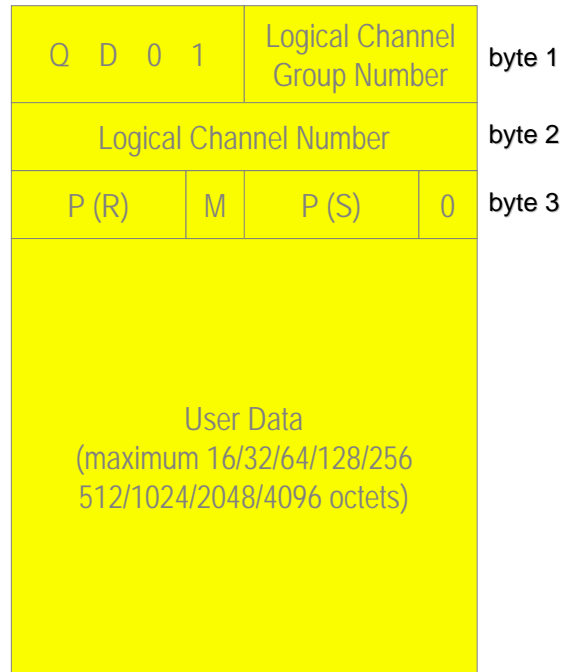 Q D 0 1
Logical Channel
Group Number
byte 1
Logical Channel Number
byte 2
P (R)
M
P (S)
0
byte 3
User Data
(maximum 16/32/64/128/256
512/1024/2048/4096 octets)